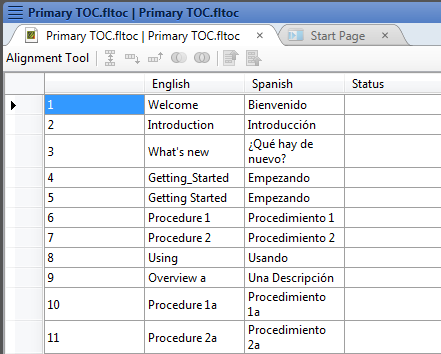 Primary TOC.fltoc | Primary TOC.fltoc
Primary TOC.fltoc | Primary TOC.fltoc Start Page
Alignment Tool
English Spanish Status
1 Welcome Bienvenido
2 Introduction Introducción
3 What's new ¿Qué hay de
nuevo?
4 Getting_Started Empezando
5 Getting Started Empezando
6 Procedure 1 Procedimiento 1
7 Procedure 2 Procedimiento 2
8 Using Usando
9 Overview a Una Descripción
10 Procedure 1a Procedimiento
1a
11 Procedure 2a Procedimiento
2a